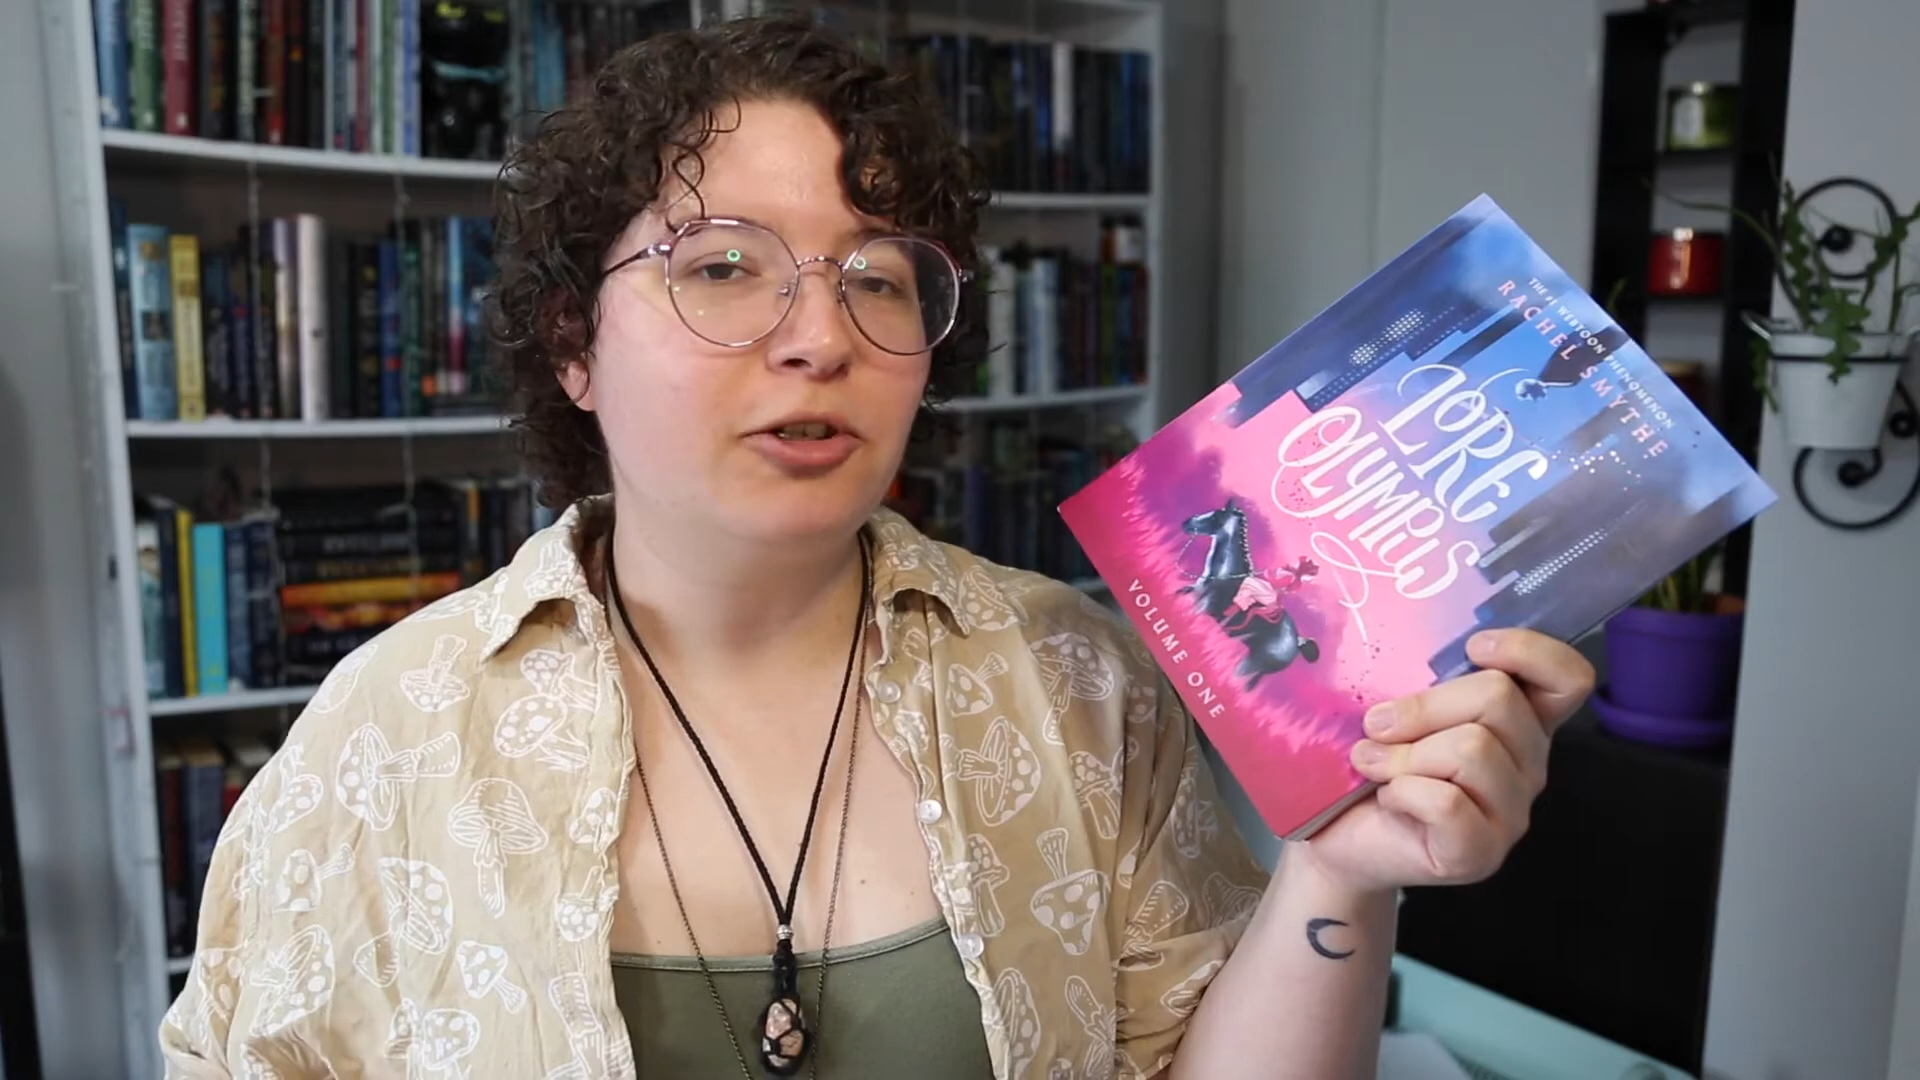 THE #1 WEBTOON PHENOMENON
RACHEL SMYTHE
LORE
OLYMPUS
VOLUME ONE